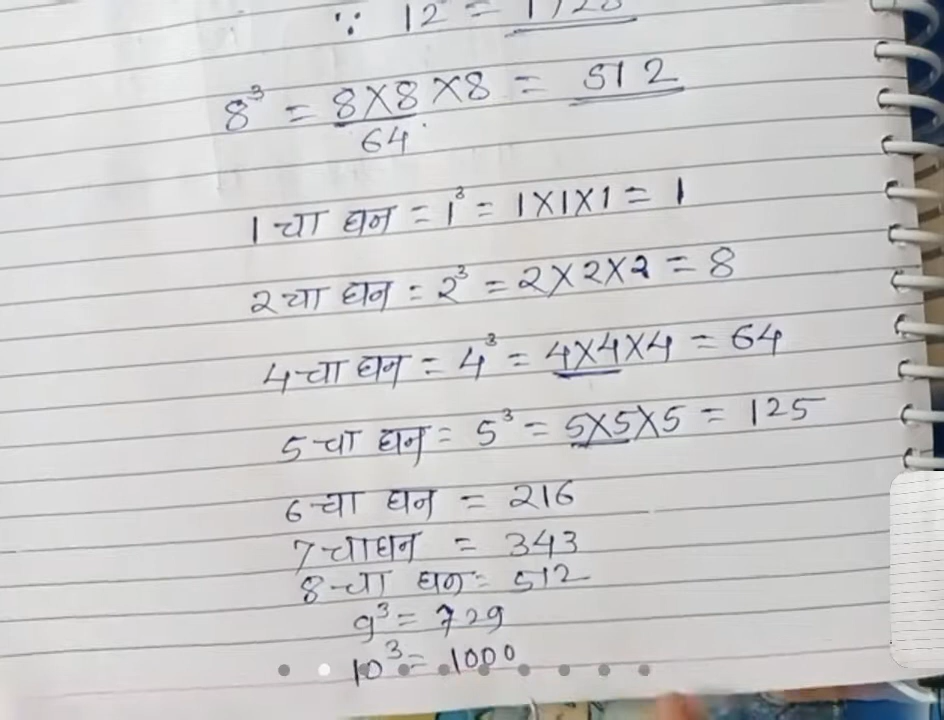 ∵ 12 = 1728
8³ = 8×8×8 = 512
64
1 चा घन = 1³ = 1×1×1 = 1
2 चा घन = 2³ = 2×2×2 = 8
4 चा घन = 4³ = 4×4×4 = 64
5 चा घन = 5³ = 5×5×5 = 125
6 चा घन = 216
7 चा घन = 343
8 चा घन = 512
9³ = 729
10³ = 1000